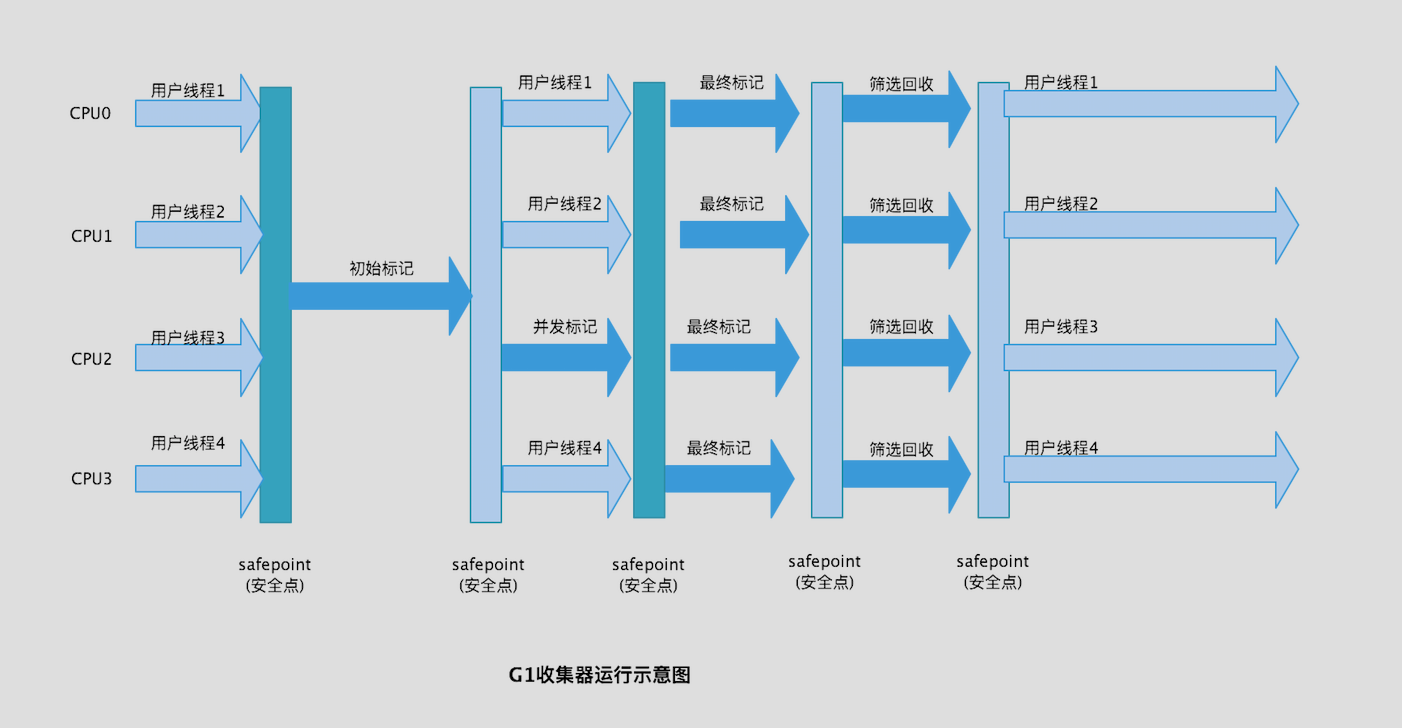 用户线程1
用户线程1
最终标记
筛选回收
用户线程1
CPU0
用户线程2
用户线程2
最终标记
筛选回收
用户线程2
CPU1
初始标记
用户线程3
并发标记
最终标记
筛选回收
用户线程3
CPU2
用户线程4
用户线程4
最终标记
筛选回收
用户线程4
CPU3
safepoint
(安全点)
safepoint
(安全点)
safepoint
(安全点)
safepoint
(安全点)
safepoint
(安全点)
G1收集器运行示意图